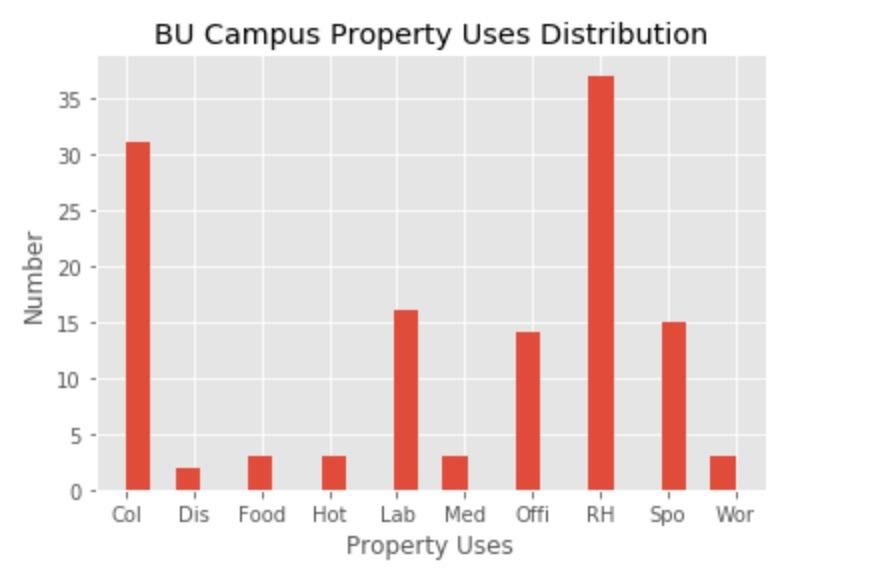 BU Campus Property Uses Distribution
Number
35
30
25
20
15
10
5
0
Col Dis Food Hot Lab Med Offi RH Spo Wor
Property Uses